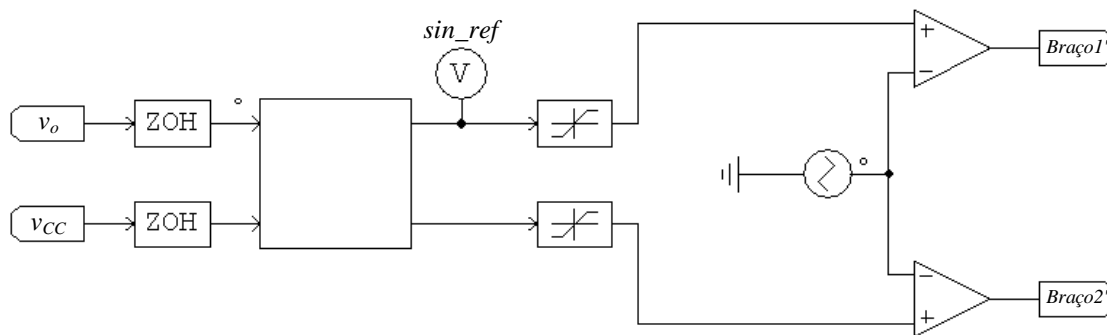 sin_ref
V
Braço1'
v_o
ZOH
v_CC
ZOH
Braço2'